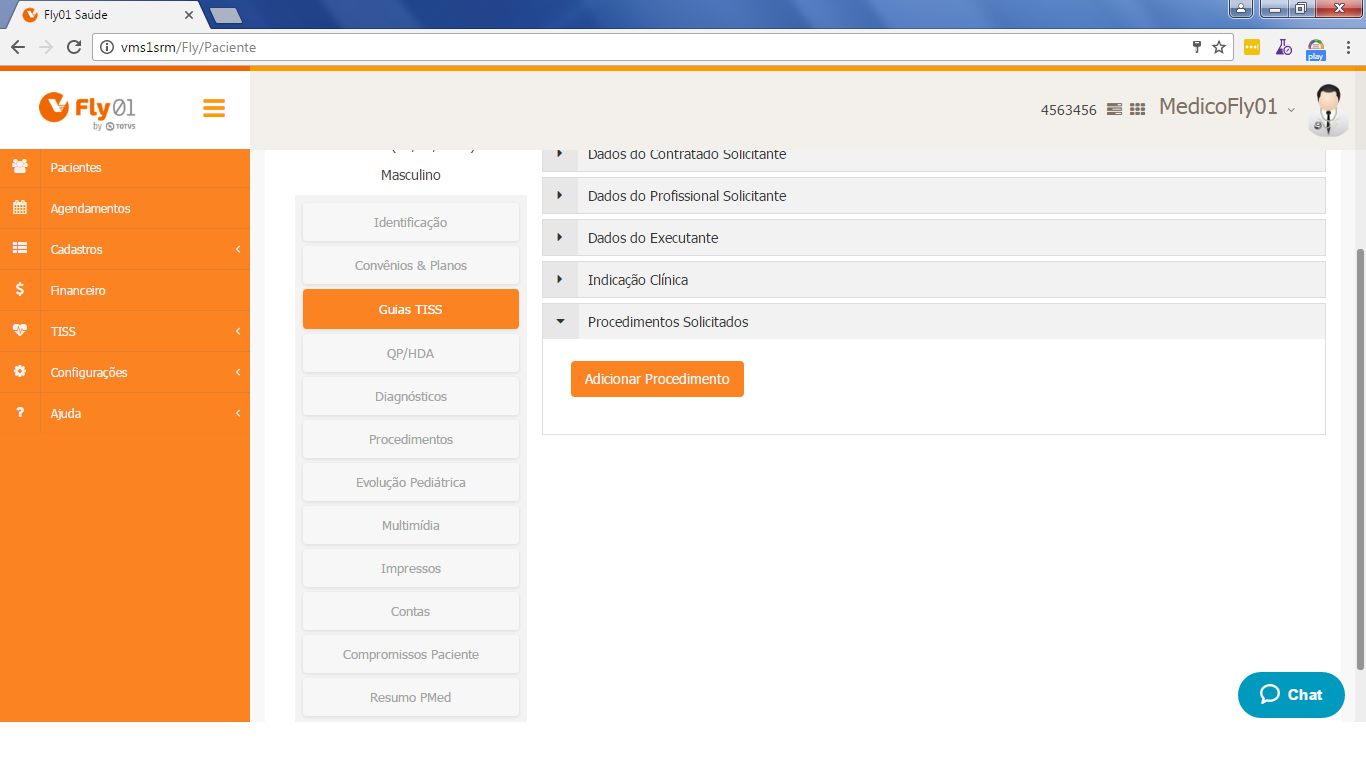 Fly01 Saúde
vms1srm/Fly/Paciente
play
Fly01
by TOTVS
4563456
MedicoFly01
Pacientes
Agendamentos
Cadastros
Financeiro
TISS
Configurações
Ajuda
Masculino
Identificação
Convênios & Planos
Guias TISS
QP/HDA
Diagnósticos
Procedimentos
Evolução Pediátrica
Multimídia
Impressos
Contas
Compromissos Paciente
Resumo PMed
Dados do Contratado Solicitante
Dados do Profissional Solicitante
Dados do Executante
Indicação Clínica
Procedimentos Solicitados
Adicionar Procedimento
Chat